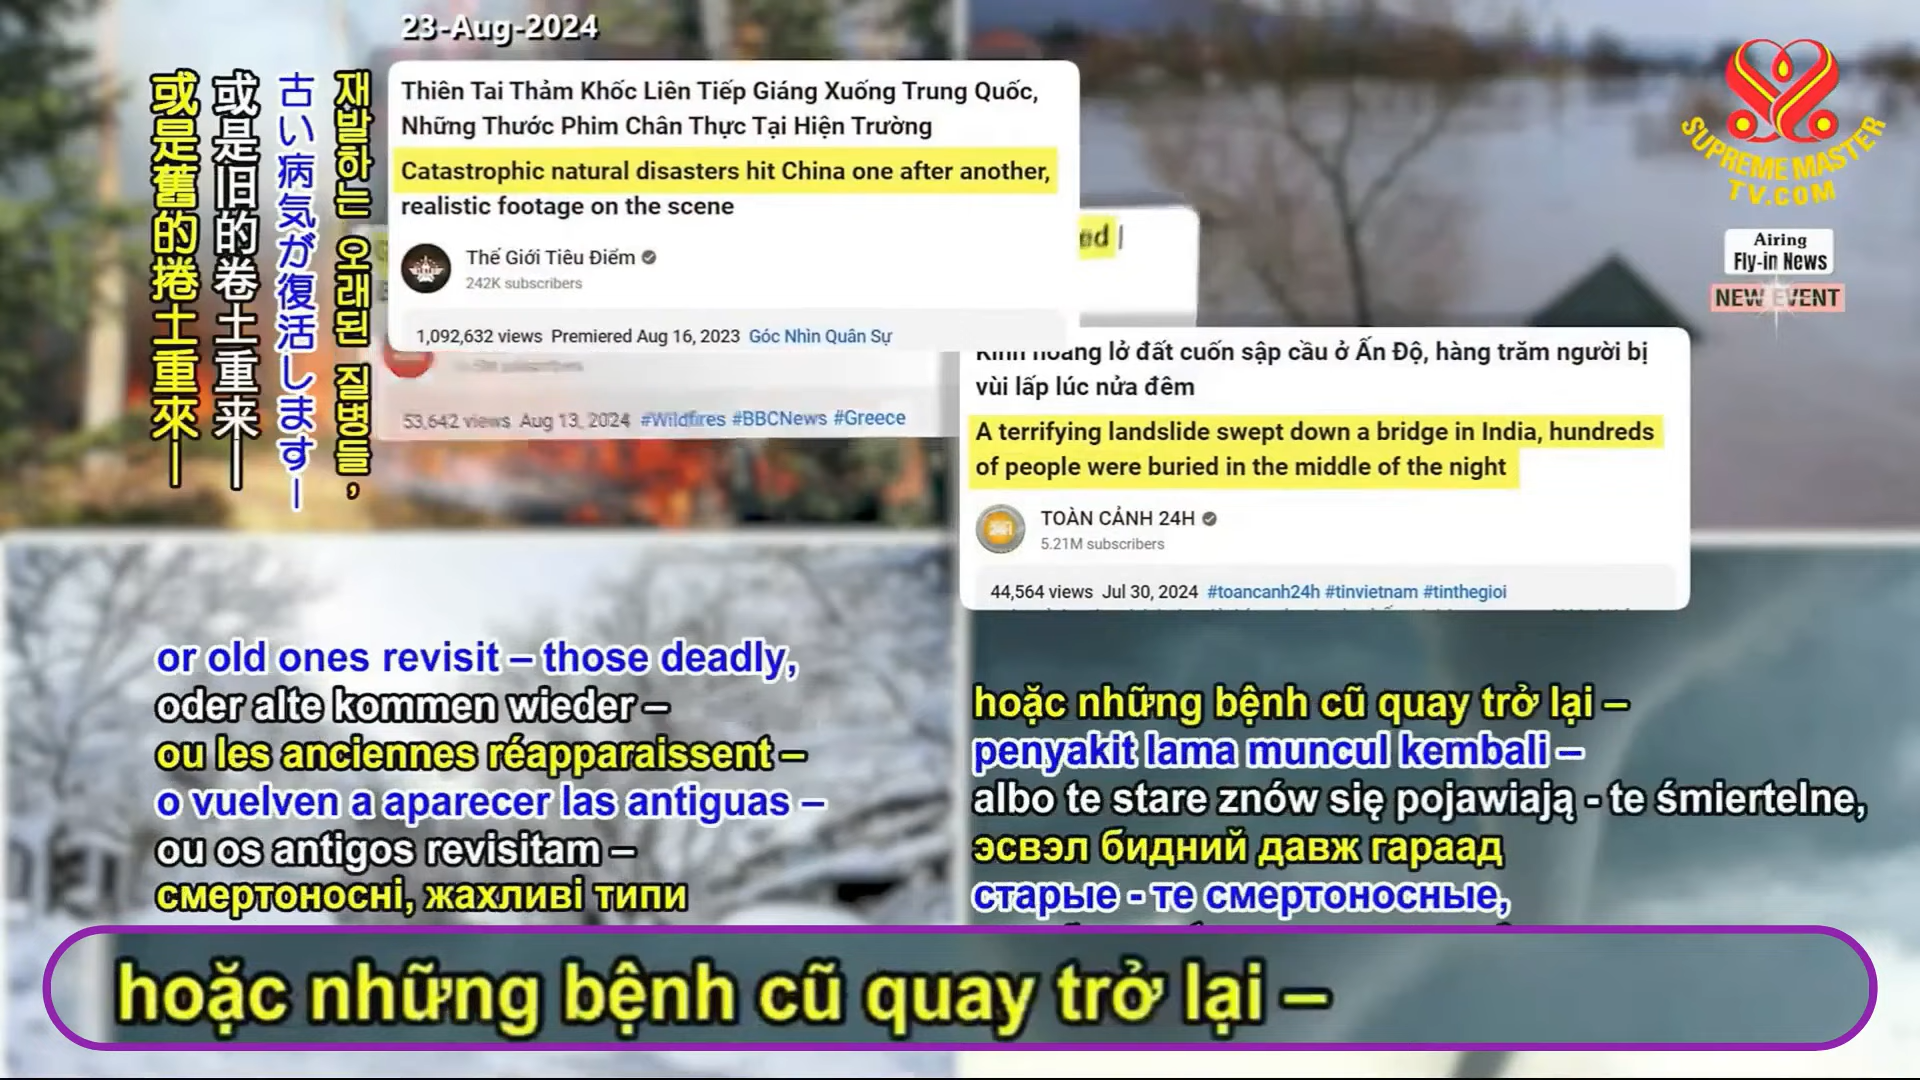 23-Aug-2024
Thiên Tai Thảm Khốc Liên Tiếp Giáng Xuống Trung Quốc,
Những Thước Phim Chân Thực Tại Hiện Trường
Catastrophic natural disasters hit China one after another,
realistic footage on the scene
Thế Giới Tiêu Điểm
242K subscribers
1,092,632 views Premiered Aug 16, 2023 Góc Nhìn Quân Sự
53,642 views Aug 13, 2024 #Wildfires #BBCNews #Greece
Kinh hoàng lở đất cuốn sập cầu ở Ấn Độ, hàng trăm người bị
vùi lấp lúc nửa đêm
A terrifying landslide swept down a bridge in India, hundreds
of people were buried in the middle of the night
TOÀN CẢNH 24H
5.21M subscribers
44,564 views Jul 30, 2024 #toancanh24h #tinvietnam #tinthegioi
SUPREME MASTER
TV.COM
Airing
Fly-in News
NEW EVENT
재발하는 오래된 질병들,
古い病気が復活します—
或是旧的卷土重来—
或是舊的捲土重來—
or old ones revisit – those deadly,
oder alte kommen wieder –
ou les anciennes réapparaissent –
o vuelven a aparecer las antiguas –
ou os antigos revisitam –
смертоносні, жахливі типи
hoặc những bệnh cũ quay trở lại –
penyakit lama muncul kembali –
albo te stare znów się pojawiają - te śmiertelne,
эсвэл бидний давж гараад
старые - те смертоносные,
hoặc những bệnh cũ quay trở lại –